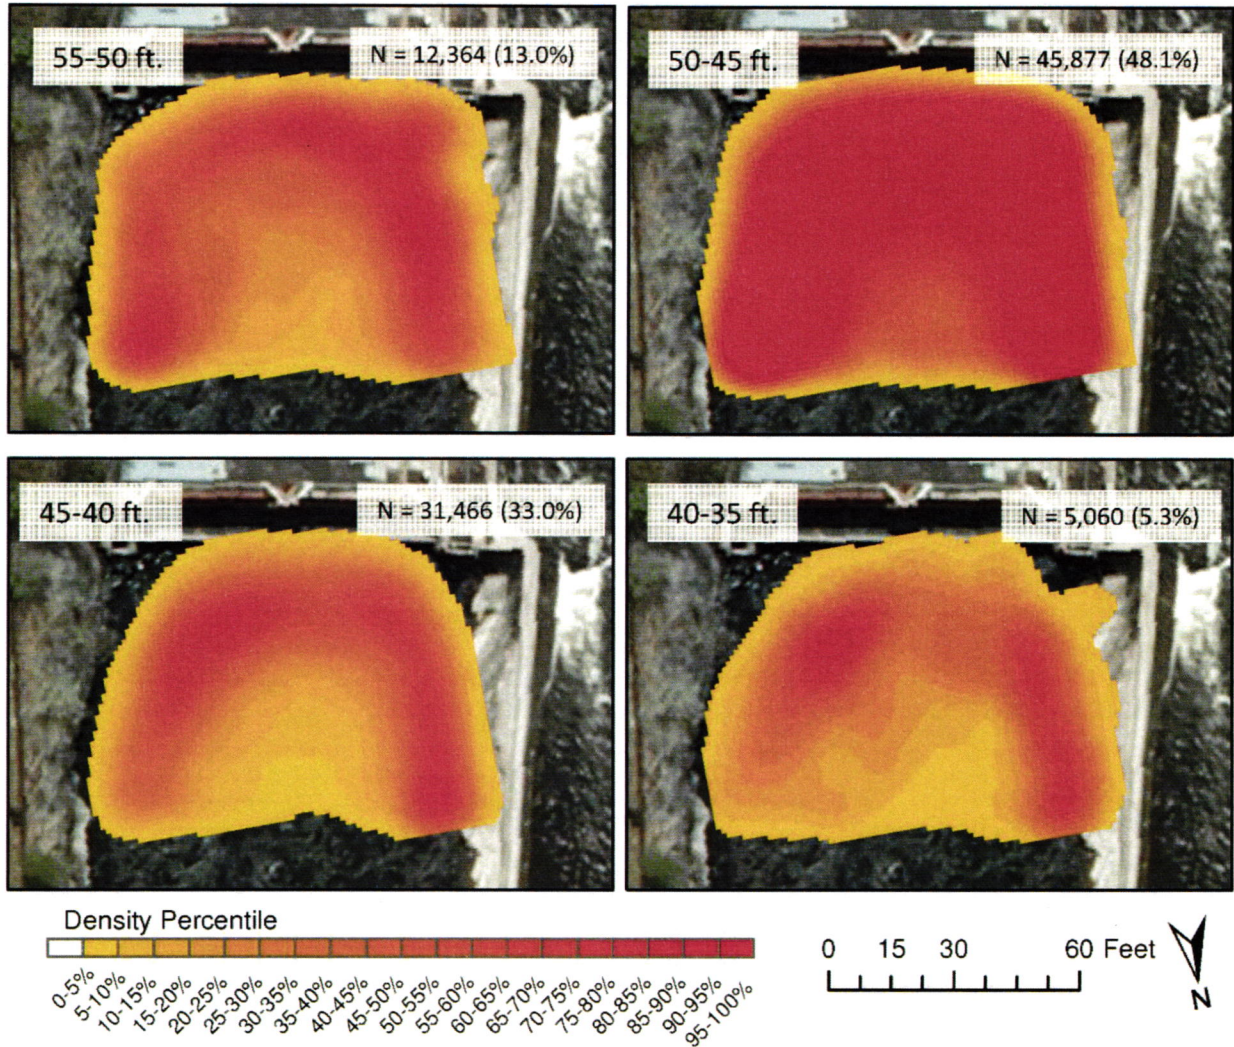 55-50 ft.
N = 12,364 (13.0%)
50-45 ft.
N = 45,877 (48.1%)
45-40 ft.
N = 31,466 (33.0%)
40-35 ft.
N = 5,060 (5.3%)
Density Percentile
0-5%
5-10%
10-15%
15-20%
20-25%
25-30%
30-35%
35-40%
40-45%
45-50%
50-55%
55-60%
60-65%
65-70%
70-75%
75-80%
80-85%
85-90%
90-95%
95-100%
0 15 30 60 Feet
N